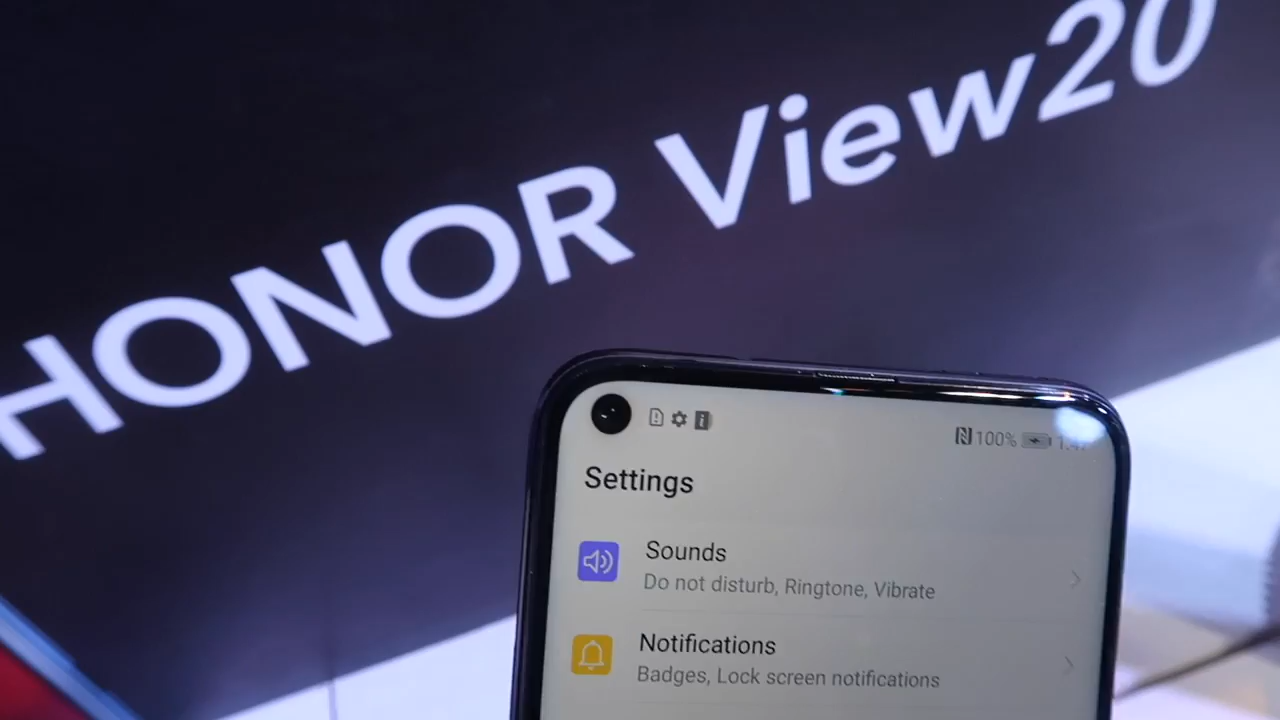 HONOR View20
100%
Settings
Sounds
Do not disturb, Ringtone, Vibrate
Notifications
Badges, Lock screen notifications